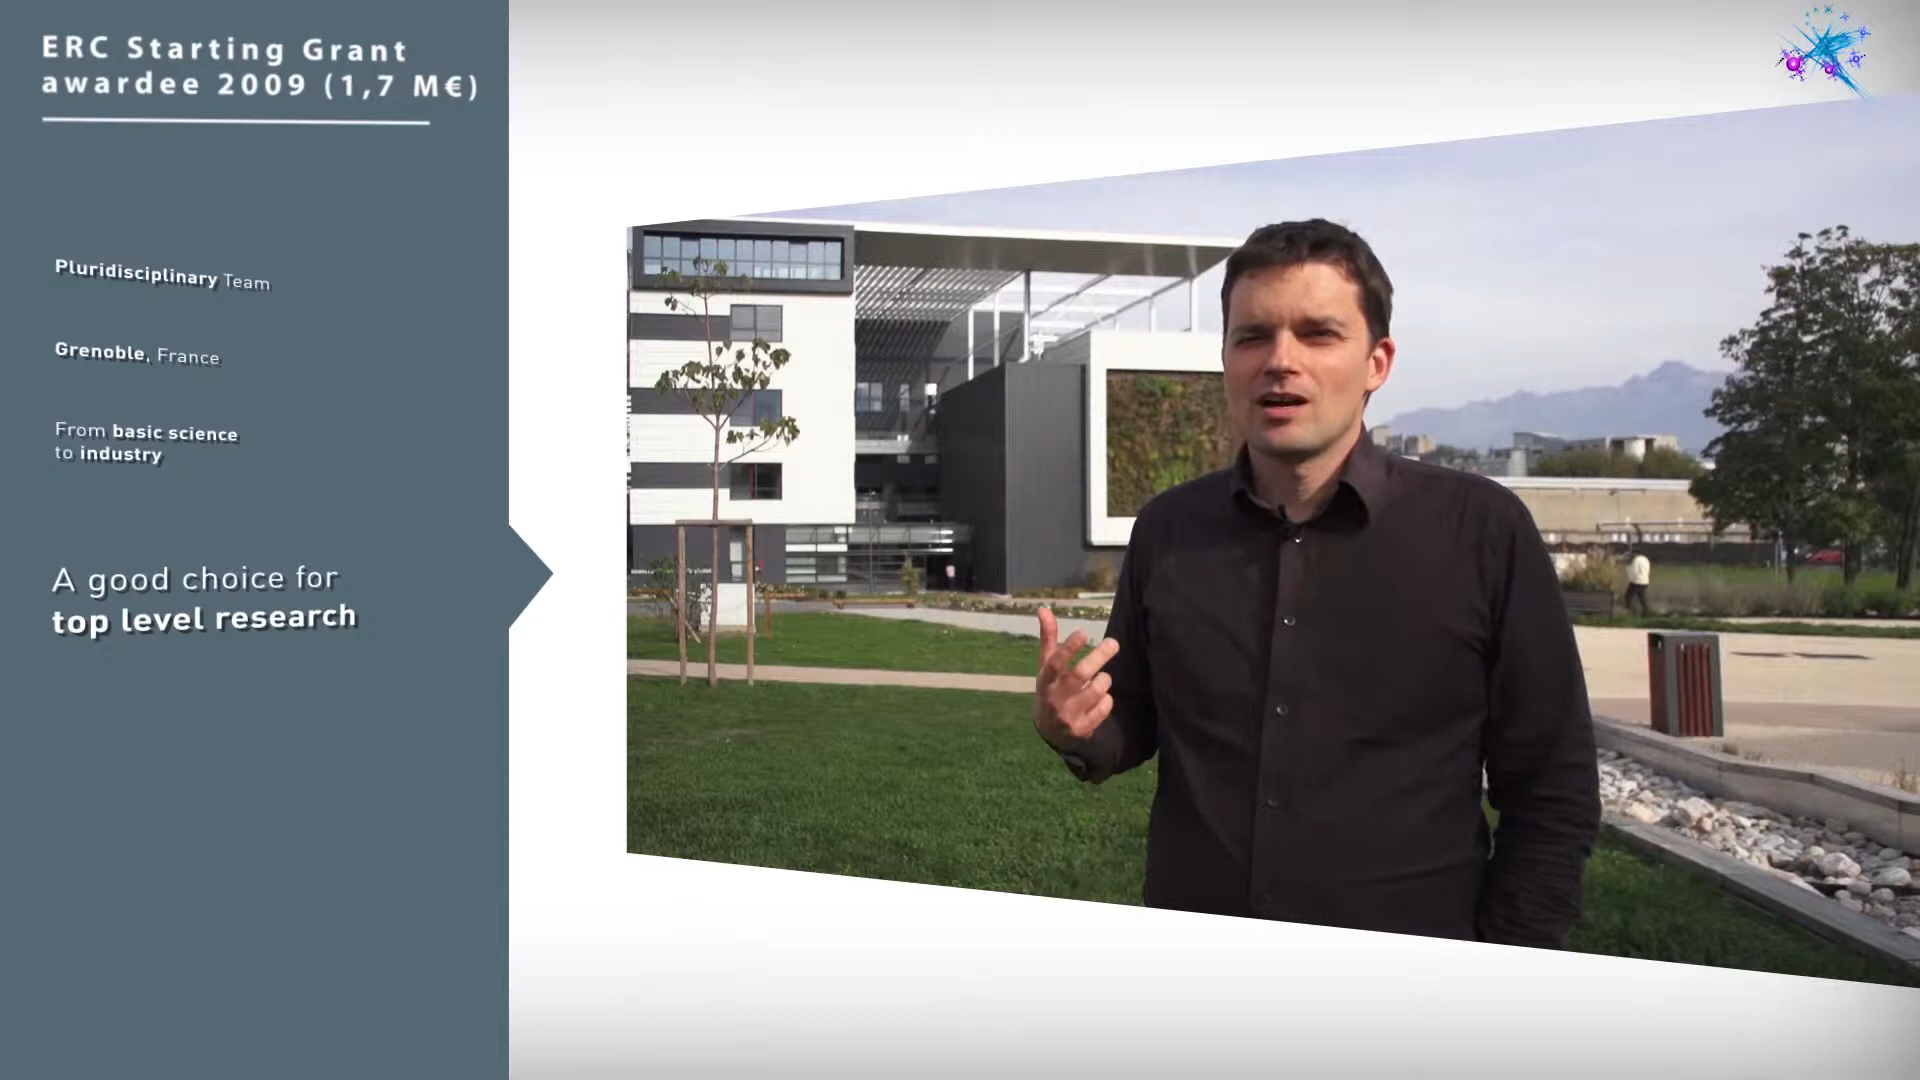 ERC Starting Grant
awardee 2009 (1,7 M€)
Pluridisciplinary Team
Grenoble, France
From basic science
to industry
A good choice for
top level research